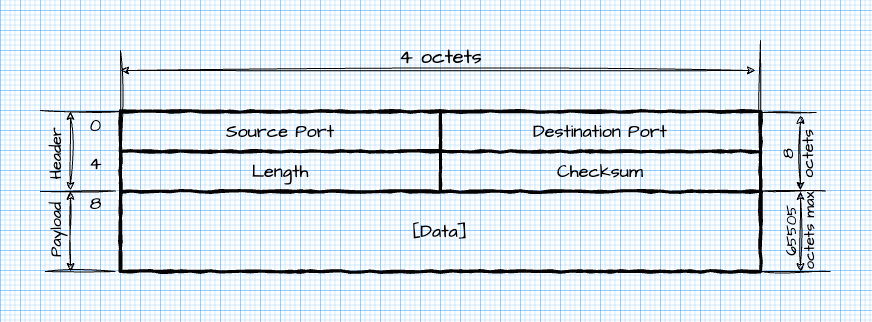 4 octets
Header
0
Source Port
Destination Port
8 octets
4
Length
Checksum
Payload
8
[Data]
65505
octets max